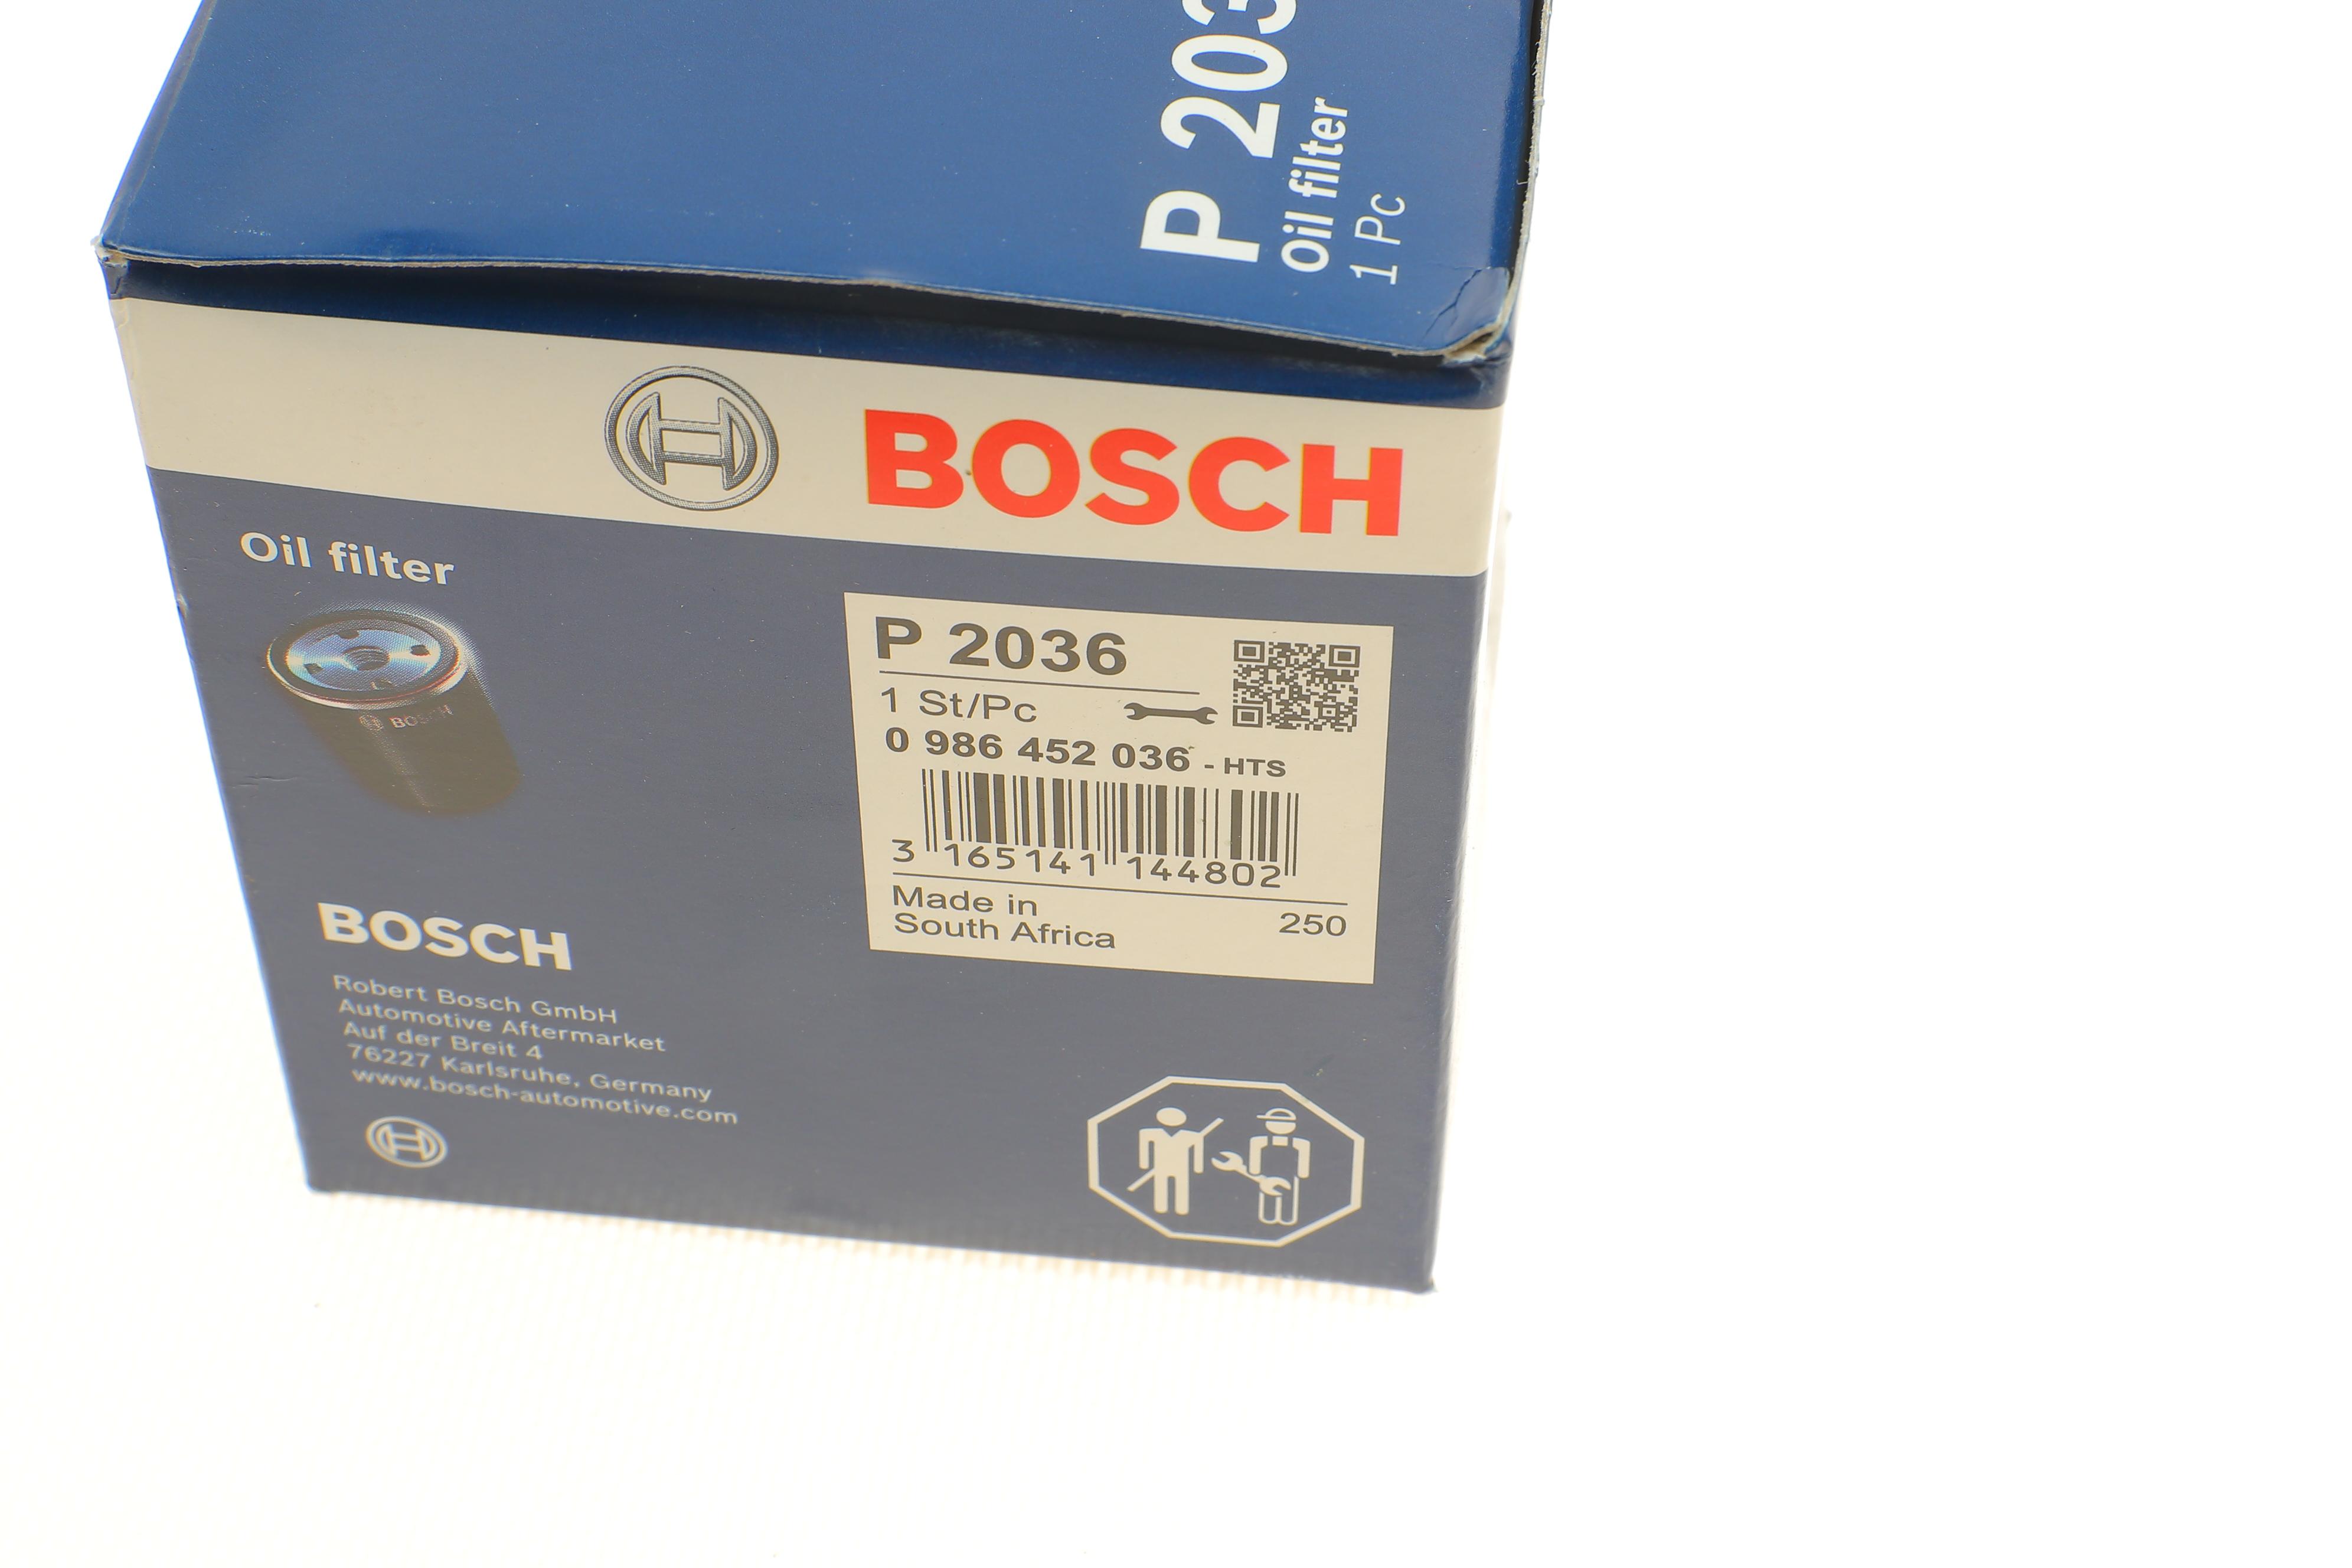 P 203
Oil filter
1 Pc
BOSCH
Oil filter
BOSCH
P 2036
1 St/Pc
0 986 452 036 - HTS
3 165141 144802
Made in
South Africa
250
BOSCH
Robert Bosch GmbH
Automotive Aftermarket
Auf der Breit 4
76227 Karlsruhe, Germany
www.bosch-automotive.com